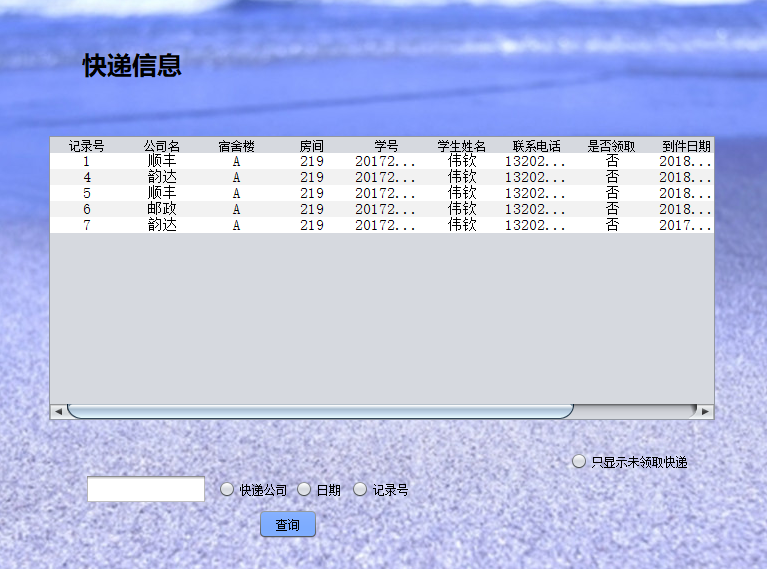 快递信息
记录号 公司名 宿舍楼 房间 学号 学生姓名 联系电话 是否领取 到件日期
1 顺丰 A 219 20172... 伟钦 13202... 否 2018...
4 韵达 A 219 20172... 伟钦 13202... 否 2018...
5 顺丰 A 219 20172... 伟钦 13202... 否 2018...
6 邮政 A 219 20172... 伟钦 13202... 否 2018...
7 韵达 A 219 20172... 伟钦 13202... 否 2017...
只显示未领取快递
快递公司 日期 记录号
查询